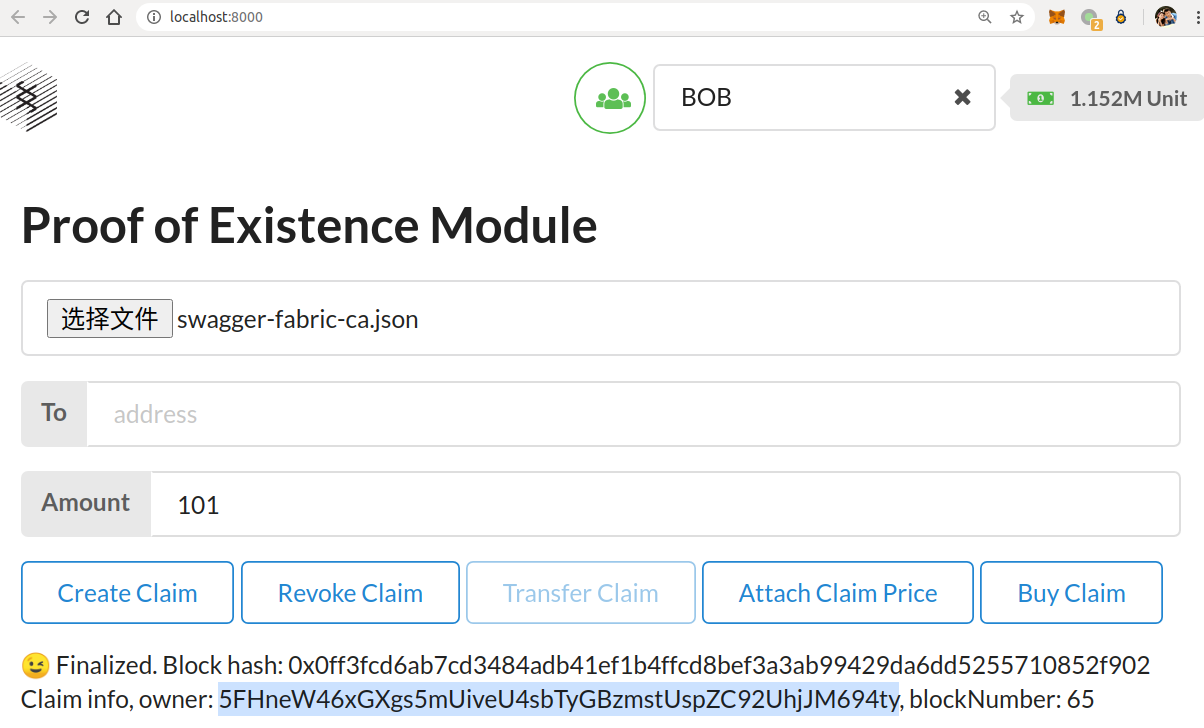 localhost:8000
2
BOB
1.152M Unit
Proof of Existence Module
选择文件 swagger-fabric-ca.json
To address
Amount 101
Create Claim Revoke Claim Transfer Claim Attach Claim Price Buy Claim
😉 Finalized. Block hash: 0x0ff3fcd6ab7cd3484adb41ef1b4ffcd8bef3a3ab99429da6dd5255710852f902
Claim info, owner: 5FHneW46xGXgs5mUiveU4sbTyGBzmstUspZC92UhjJM694ty, blockNumber: 65